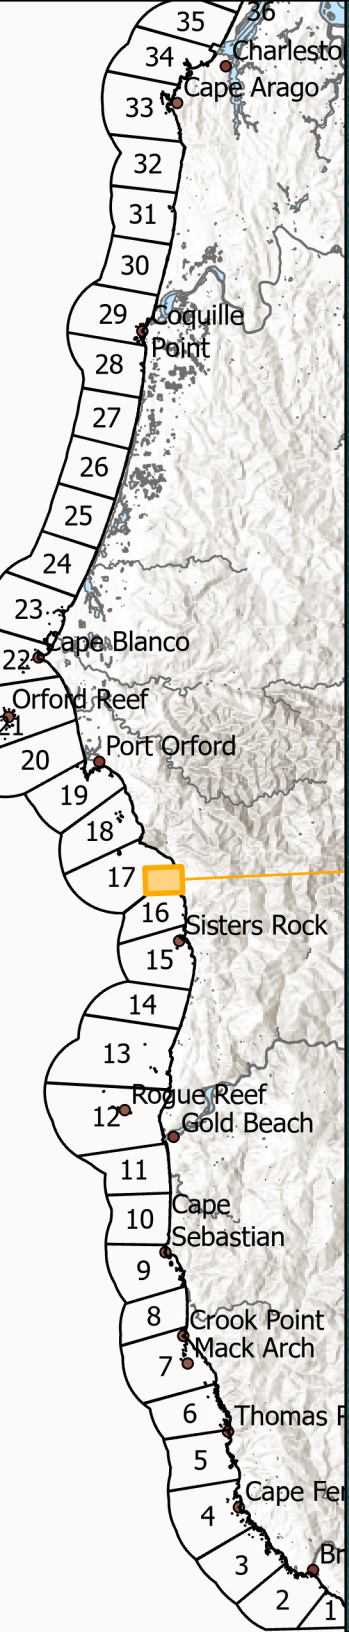 36
35
Charlesto
34
Cape Arago
33
32
31
30
29
Coquille
Point
28
27
26
25
24
23
Cape Blanco
22
Orford Reef
21
Port Orford
20
19
18
17
16
Sisters Rock
15
14
13
Rogue Reef
12
Gold Beach
11
Cape
10
Sebastian
9
8
Crook Point
Mack Arch
7
6
Thomas P
5
Cape Fer
4
Br
3
2
1